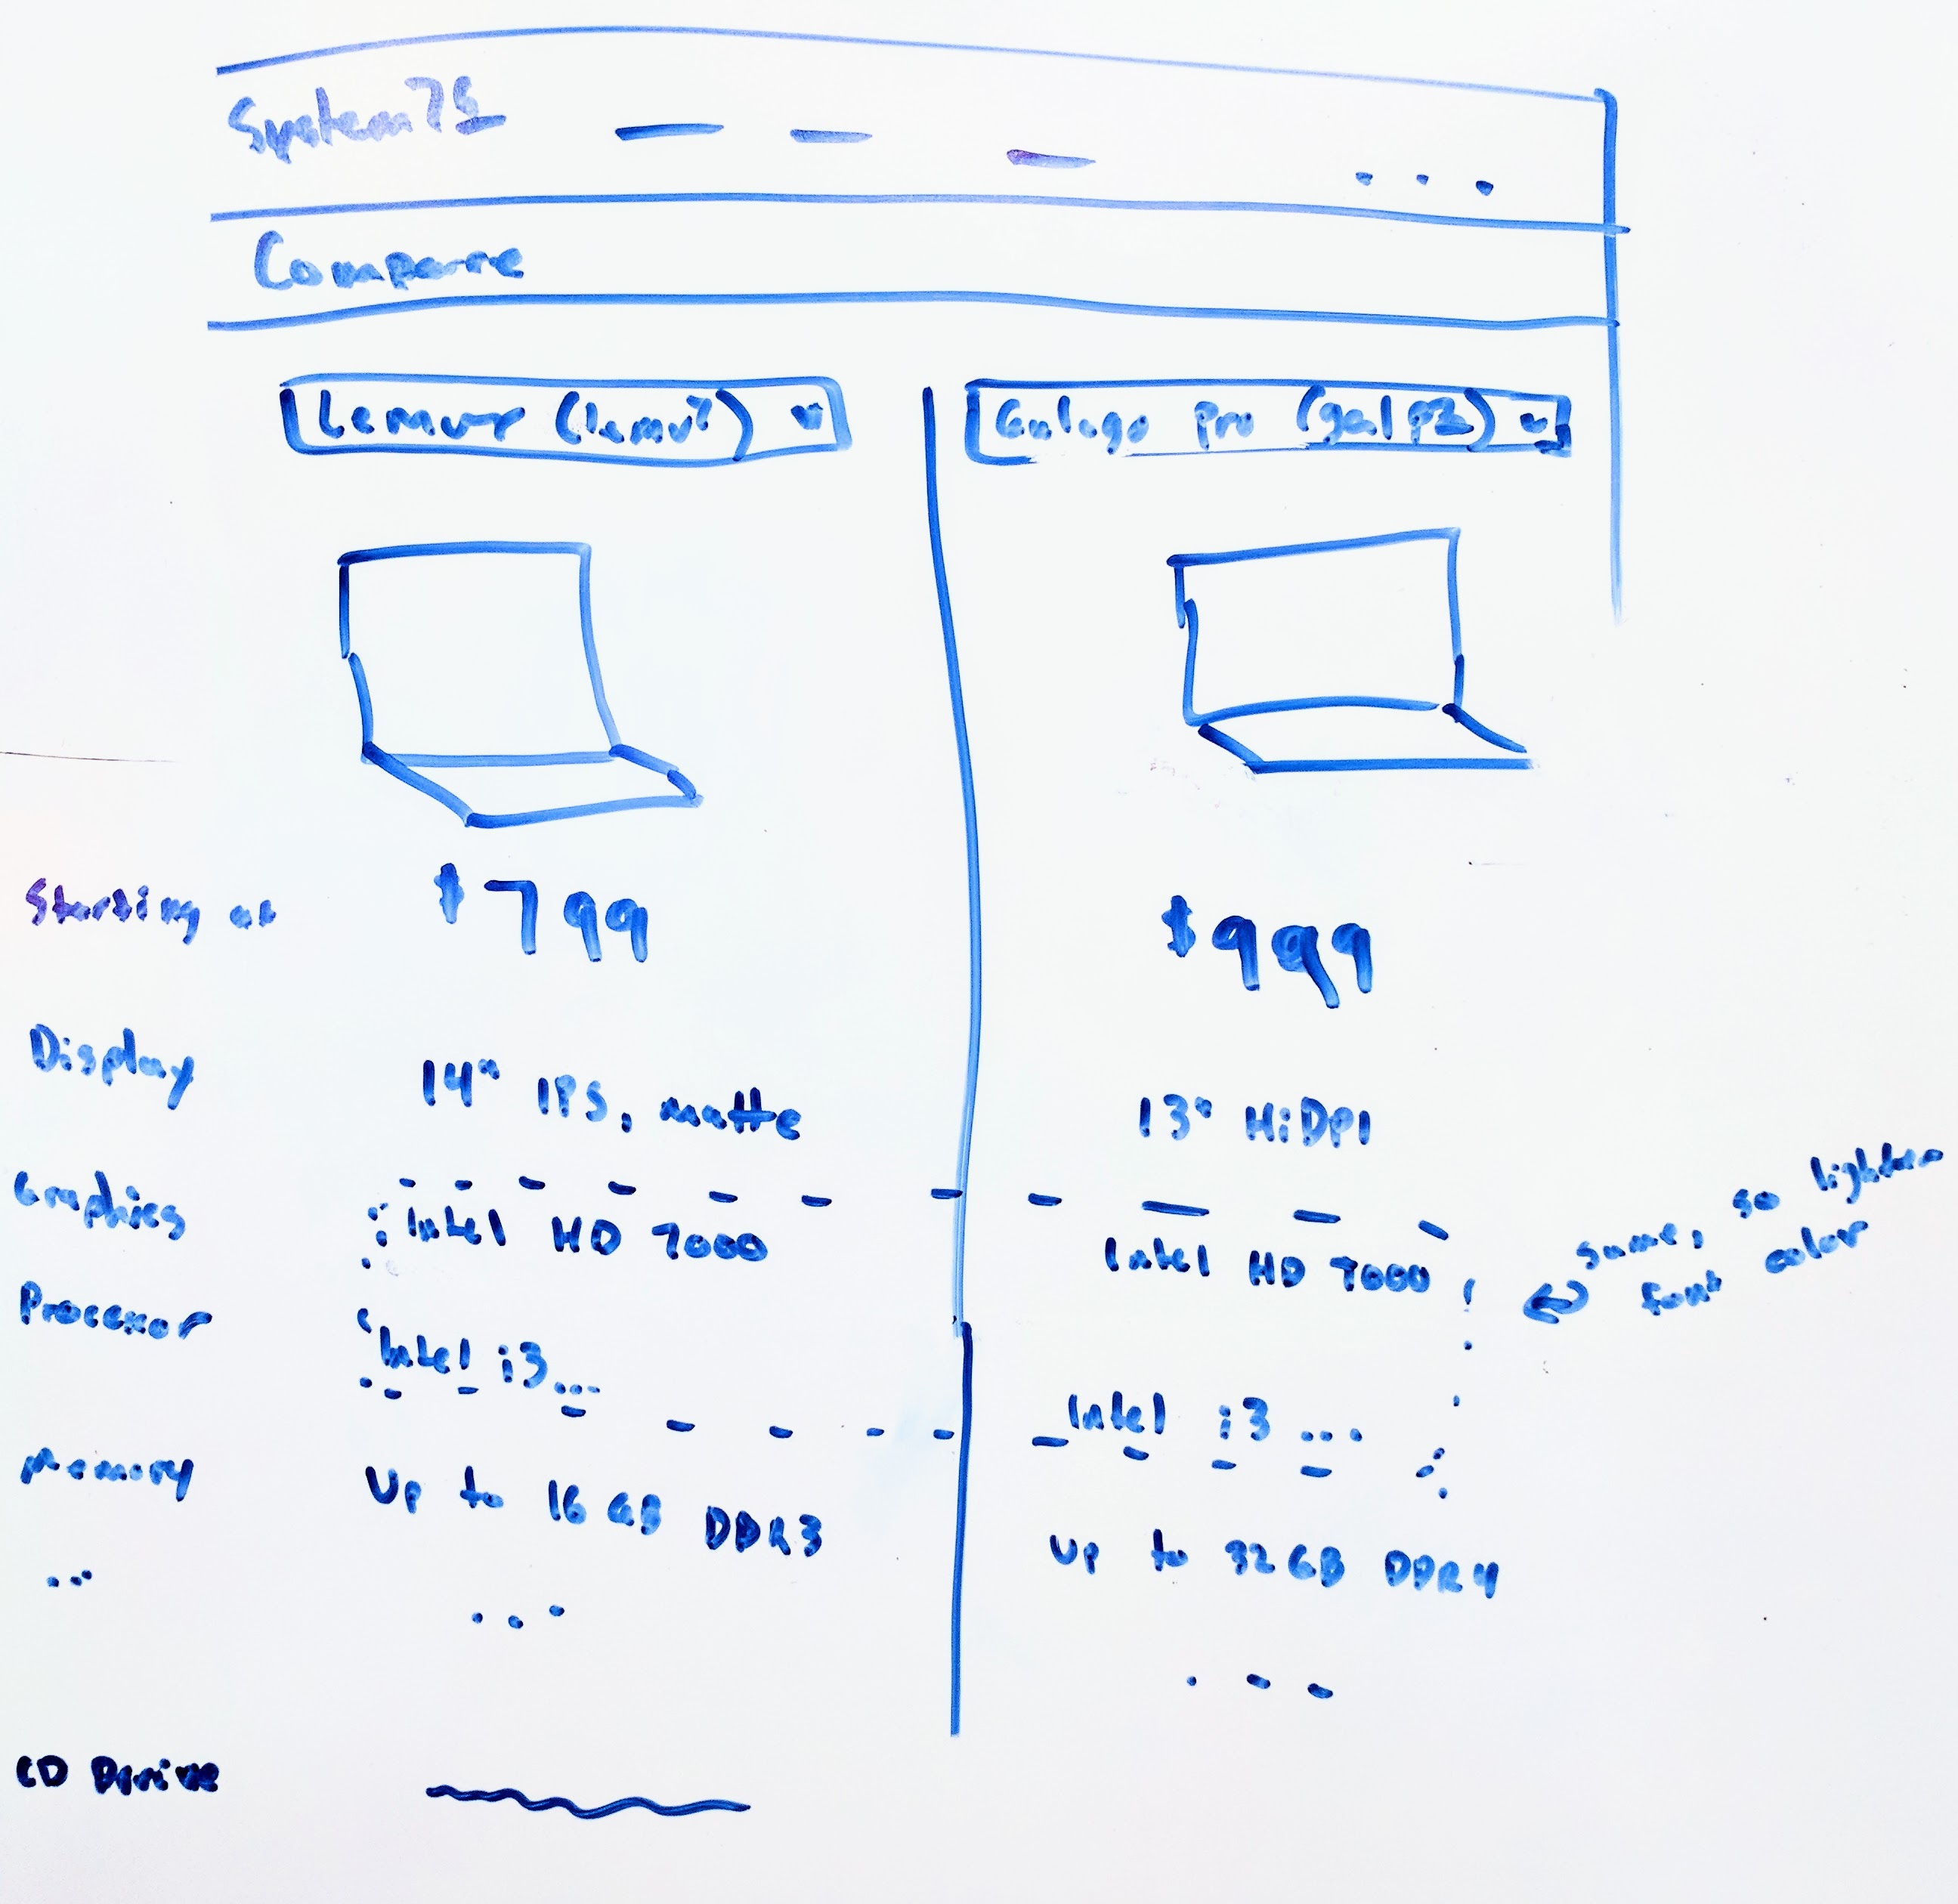 System76
Compare
Lemur (lemu7)
Galago Pro (galp2)
Starting at $799 $999
Display 14" IPS, matte 13" HiDPI
Graphics Intel HD 7000 Intel HD 7000
same, so lighter
font color
Processor Intel i3... Intel i3...
Memory Up to 16 GB DDR3 Up to 32 GB DDR4
... ... ...
CD Drive